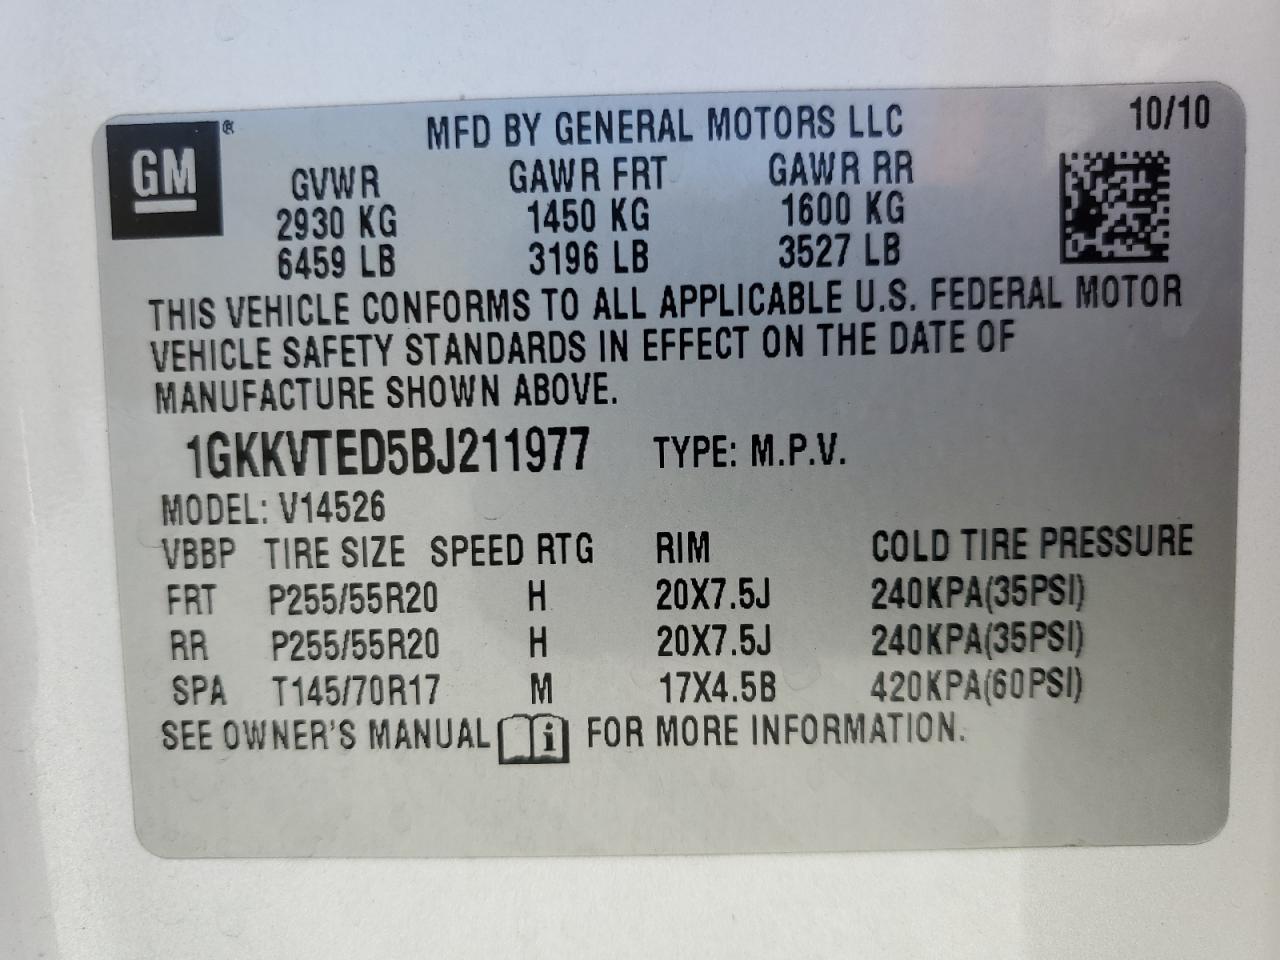 GM ®
MFD BY GENERAL MOTORS LLC 10/10
GVWR GAWR FRT GAWR RR
2930 KG 1450 KG 1600 KG
6459 LB 3196 LB 3527 LB
THIS VEHICLE CONFORMS TO ALL APPLICABLE U.S. FEDERAL MOTOR
VEHICLE SAFETY STANDARDS IN EFFECT ON THE DATE OF
MANUFACTURE SHOWN ABOVE.
1GKKVTED5BJ211977 TYPE: M.P.V.
MODEL: V14526
VBBP TIRE SIZE SPEED RTG RIM COLD TIRE PRESSURE
FRT P255/55R20 H 20X7.5J 240KPA(35PSI)
RR P255/55R20 H 20X7.5J 240KPA(35PSI)
SPA T145/70R17 M 17X4.5B 420KPA(60PSI)
SEE OWNER'S MANUAL i FOR MORE INFORMATION.